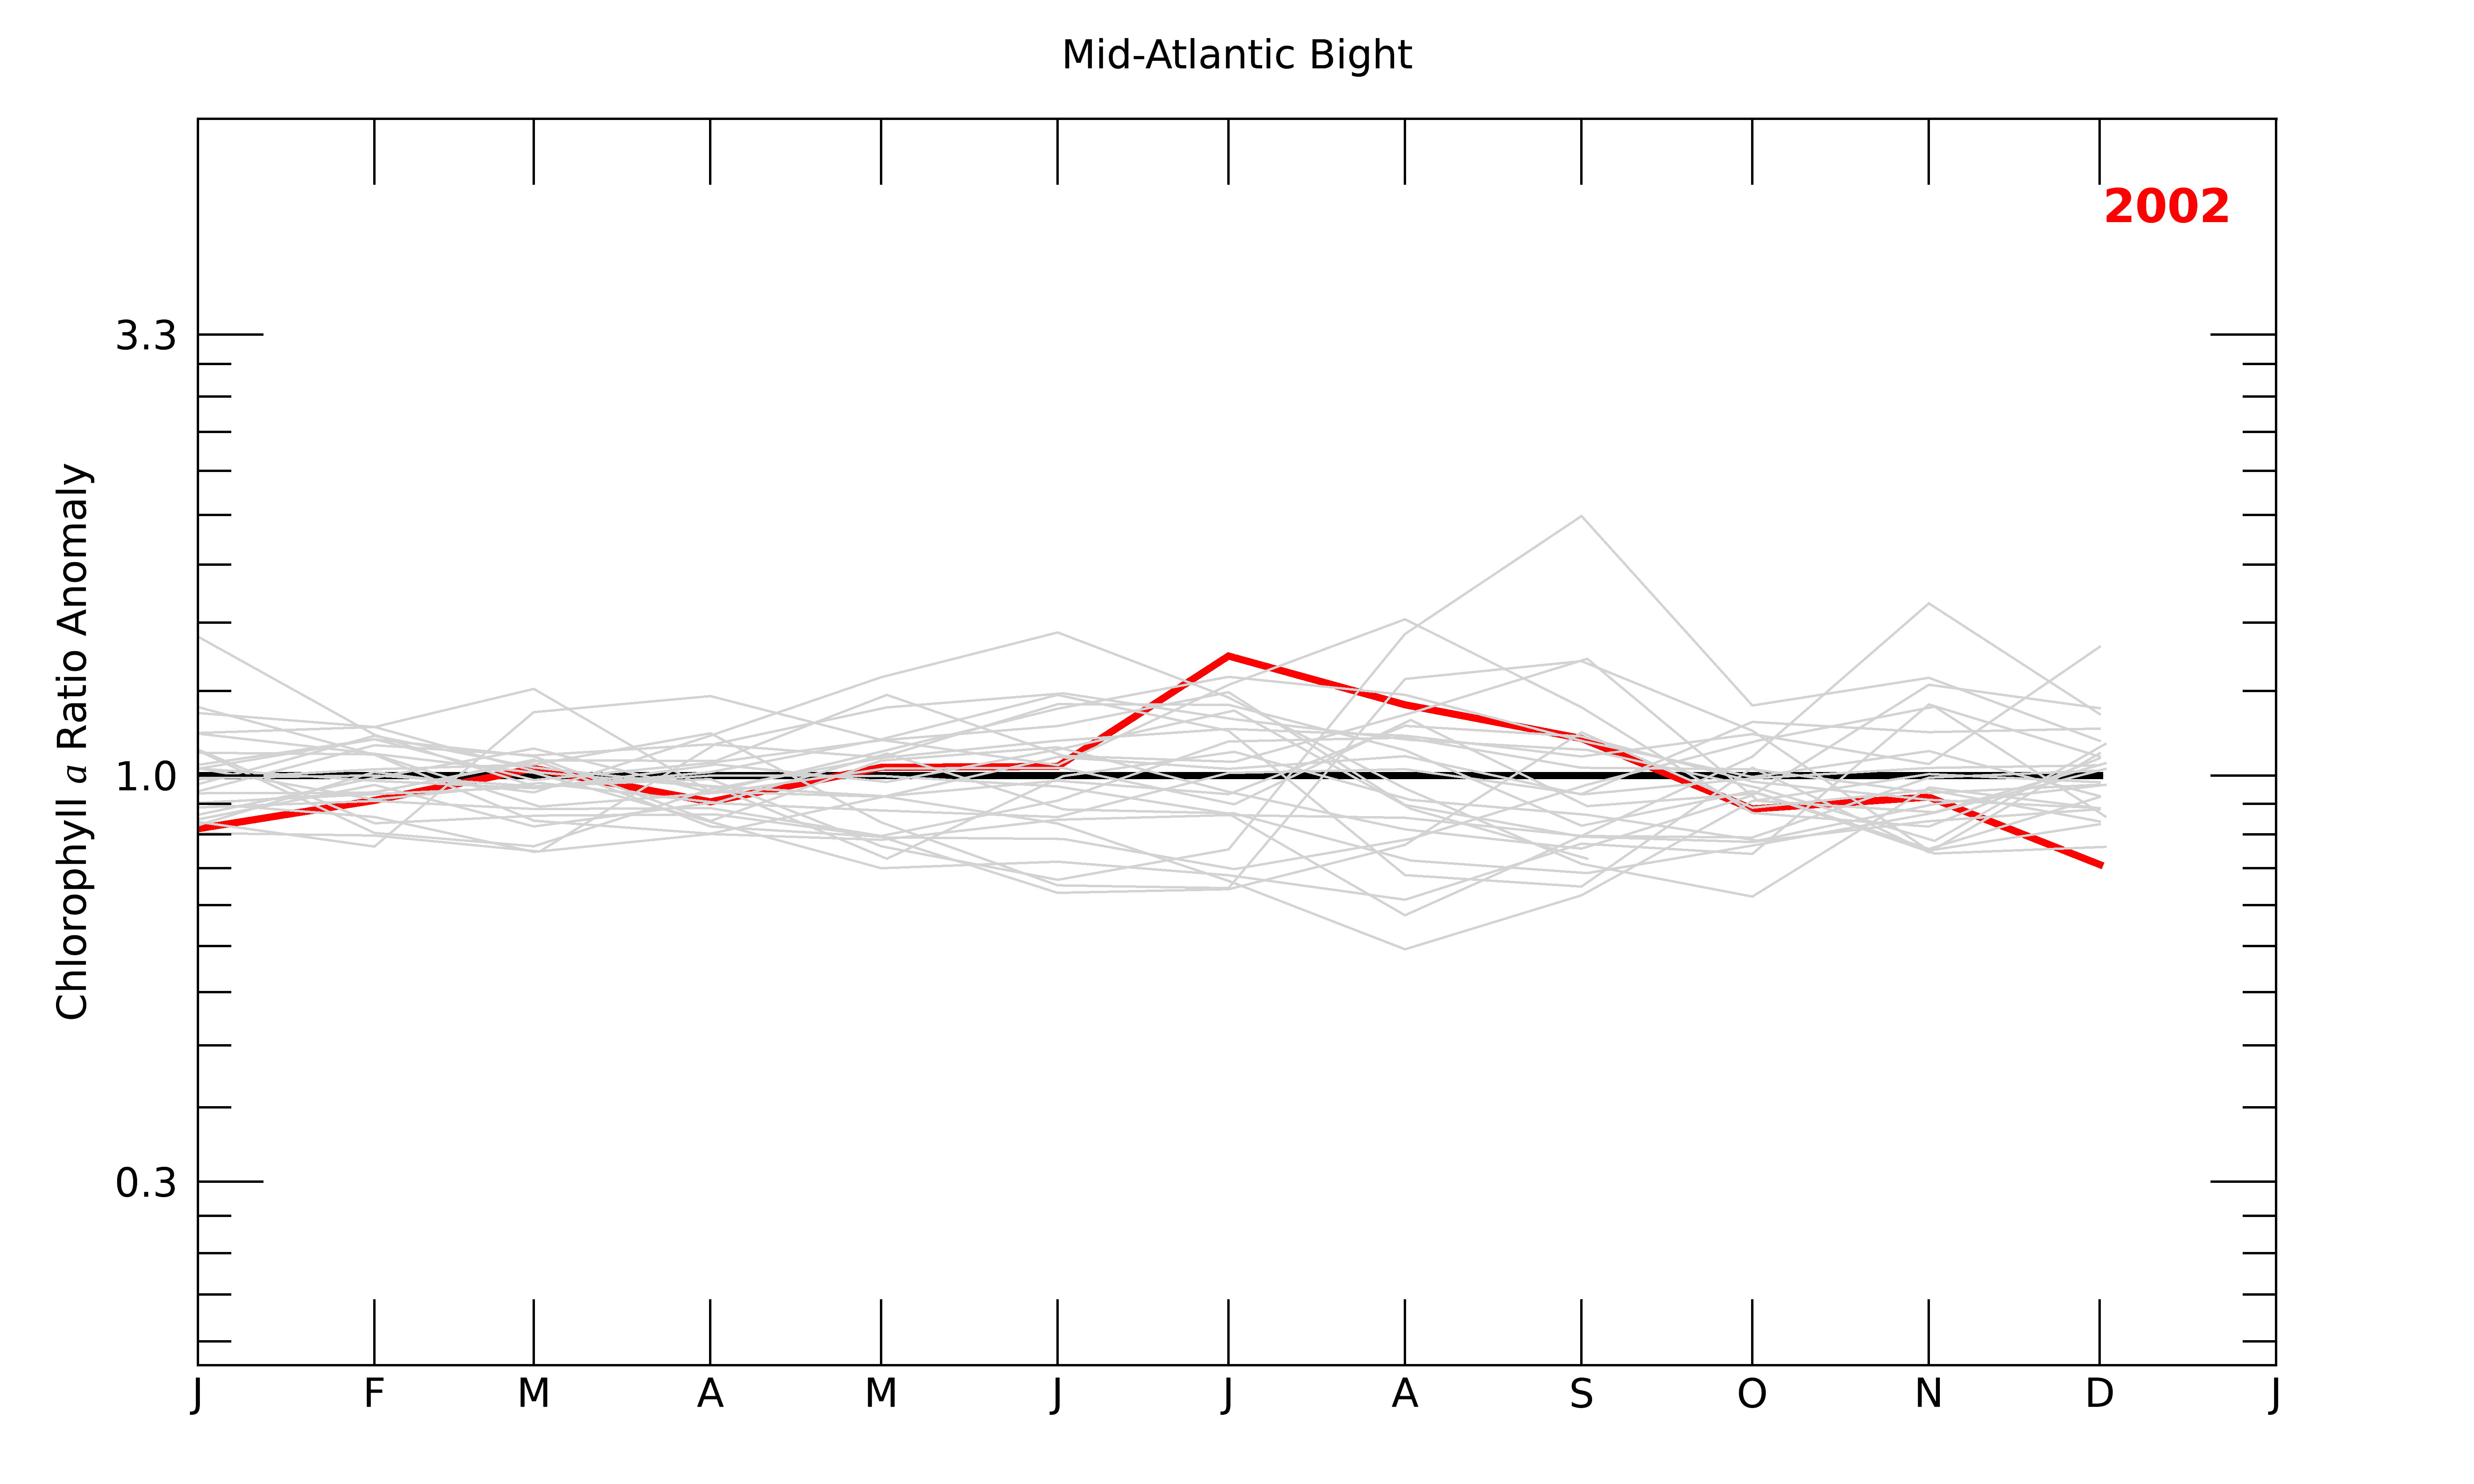 Mid-Atlantic Bight
2002
3.3
1.0
0.3
Chlorophyll a Ratio Anomaly
J F M A M J J A S O N D J